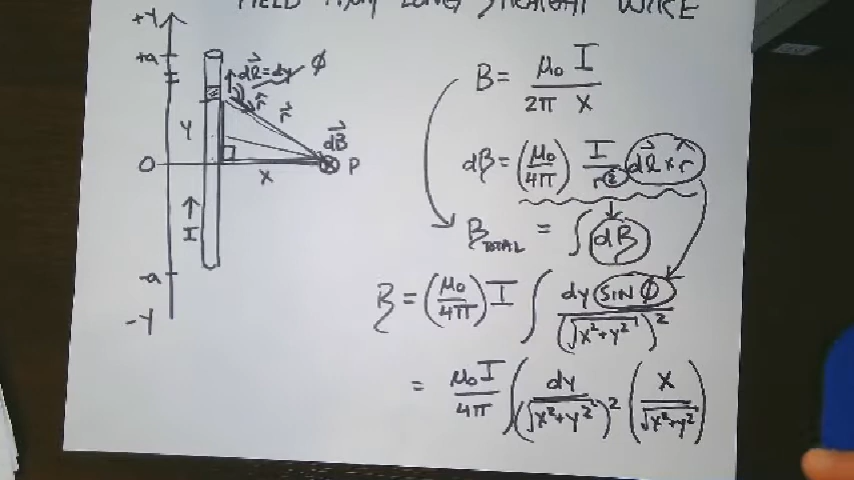 FIELD FROM LONG STRAIGHT WIRE
+Y
+a
I
dℓ⃗ = dy
φ
r̂
r⃗
Y
dB⃗
O
x
P
I
-a
-Y
B = μ₀ I / 2π x
dB = (μ₀/4π) I/r² dℓ⃗ × r̂
B_TOTAL = ∫ dB
B = (μ₀/4π) I ∫ dy SIN φ / (√x²+y²)²
= μ₀I/4π ∫ dy/(√x²+y²)² (x/√x²+y²)